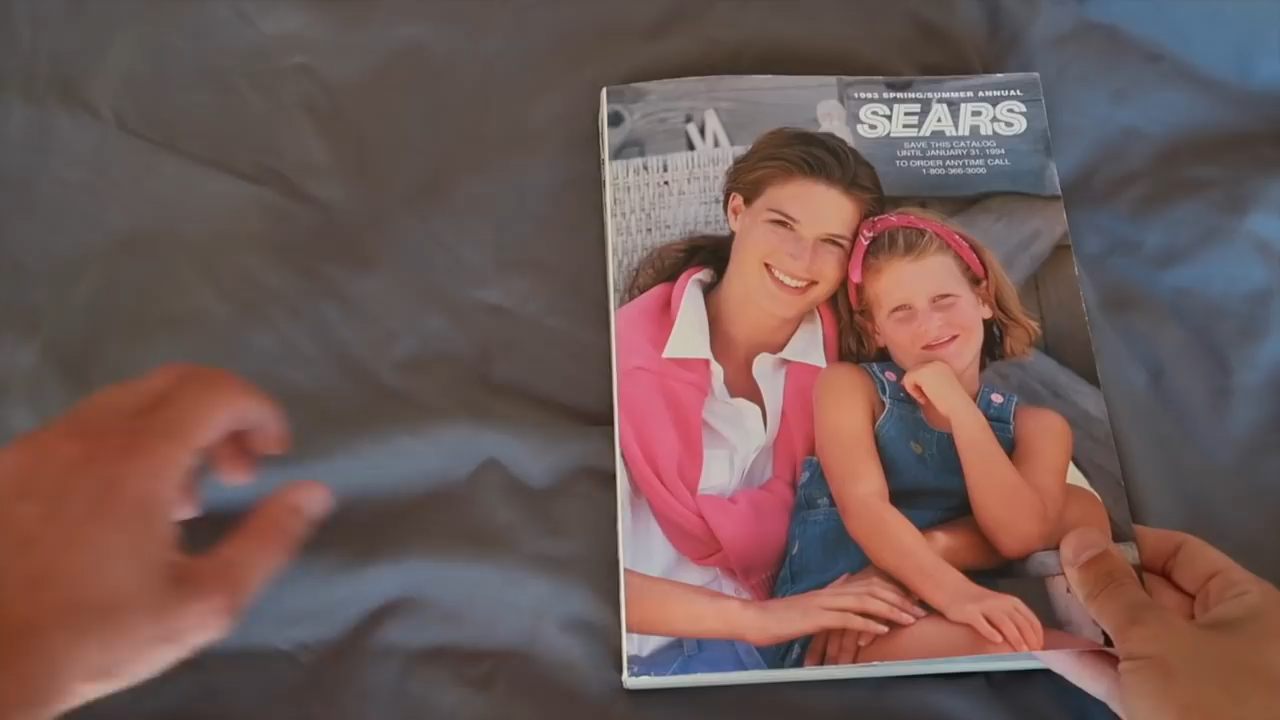 1993 SPRING/SUMMER ANNUAL
SEARS
SAVE THIS CATALOG
UNTIL JANUARY 31, 1994
TO ORDER ANYTIME CALL
1-800-366-3000